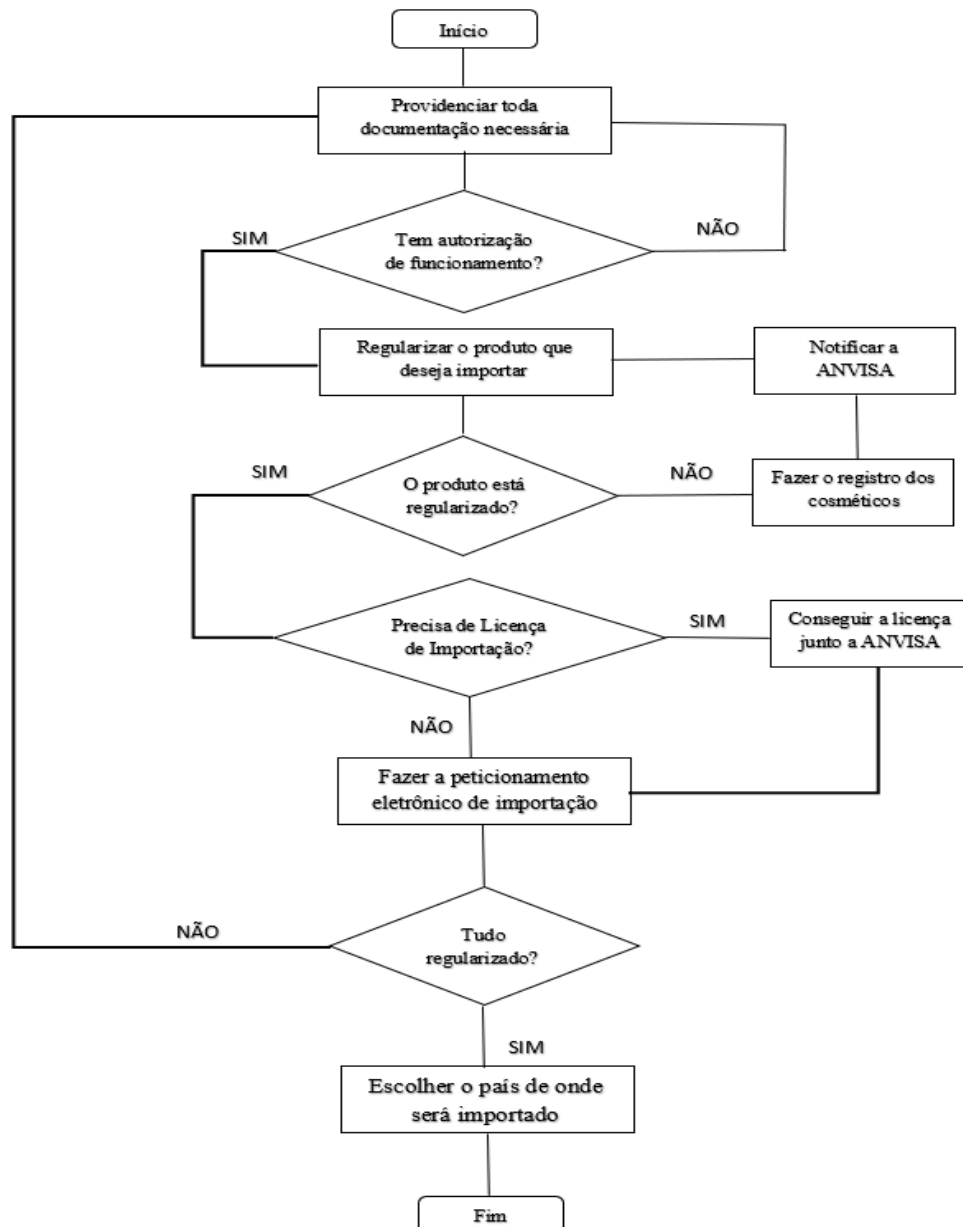 Início
Providenciar toda
documentação necessária
SIM
NÃO
Tem autorização
de funcionamento?
Regularizar o produto que
deseja importar
Notificar a
ANVISA
SIM
NÃO
O produto está
regularizado?
Fazer o registro dos
cosméticos
Precisa de Licença
de Importação?
SIM
Conseguir a licença
junto a ANVISA
NÃO
Fazer a peticionamento
eletrônico de importação
NÃO
Tudo
regularizado?
SIM
Escolher o país de onde
será importado
Fim